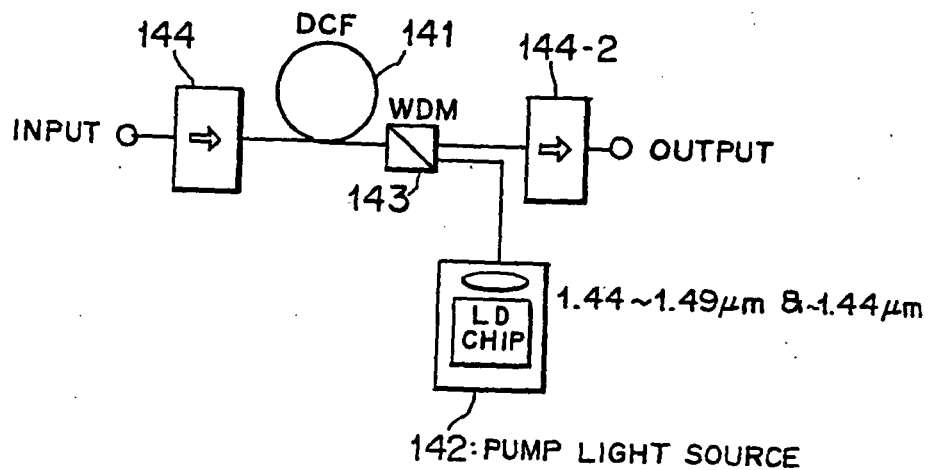 DCF
144
141
144-2
WDM
INPUT
OUTPUT
143
1.44~1.49μm &~1.44μm
LD
CHIP
142: PUMP LIGHT SOURCE